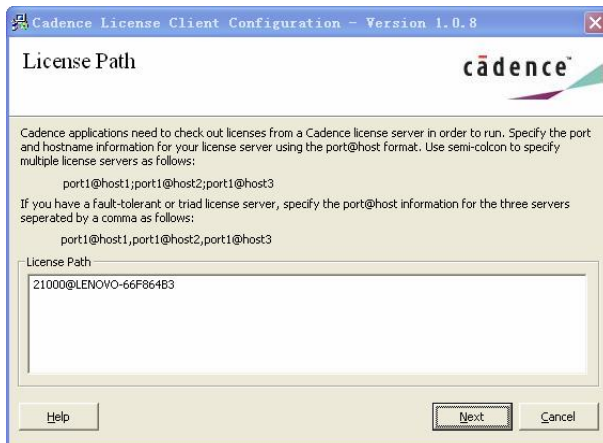 Cadence License Client Configuration - Version 1.0.8
License Path
cādence™
Cadence applications need to check out licenses from a Cadence license server in order to run. Specify the port
and hostname information for your license server using the port@host format. Use semi-colcon to specify
multiple license servers as follows:
port1@host1;port1@host2;port1@host3
If you have a fault-tolerant or triad license server, specify the port@host information for the three servers
seperated by a comma as follows:
port1@host1,port1@host2,port1@host3
License Path
21000@LENOVO-66F864B3
Help
Next
Cancel